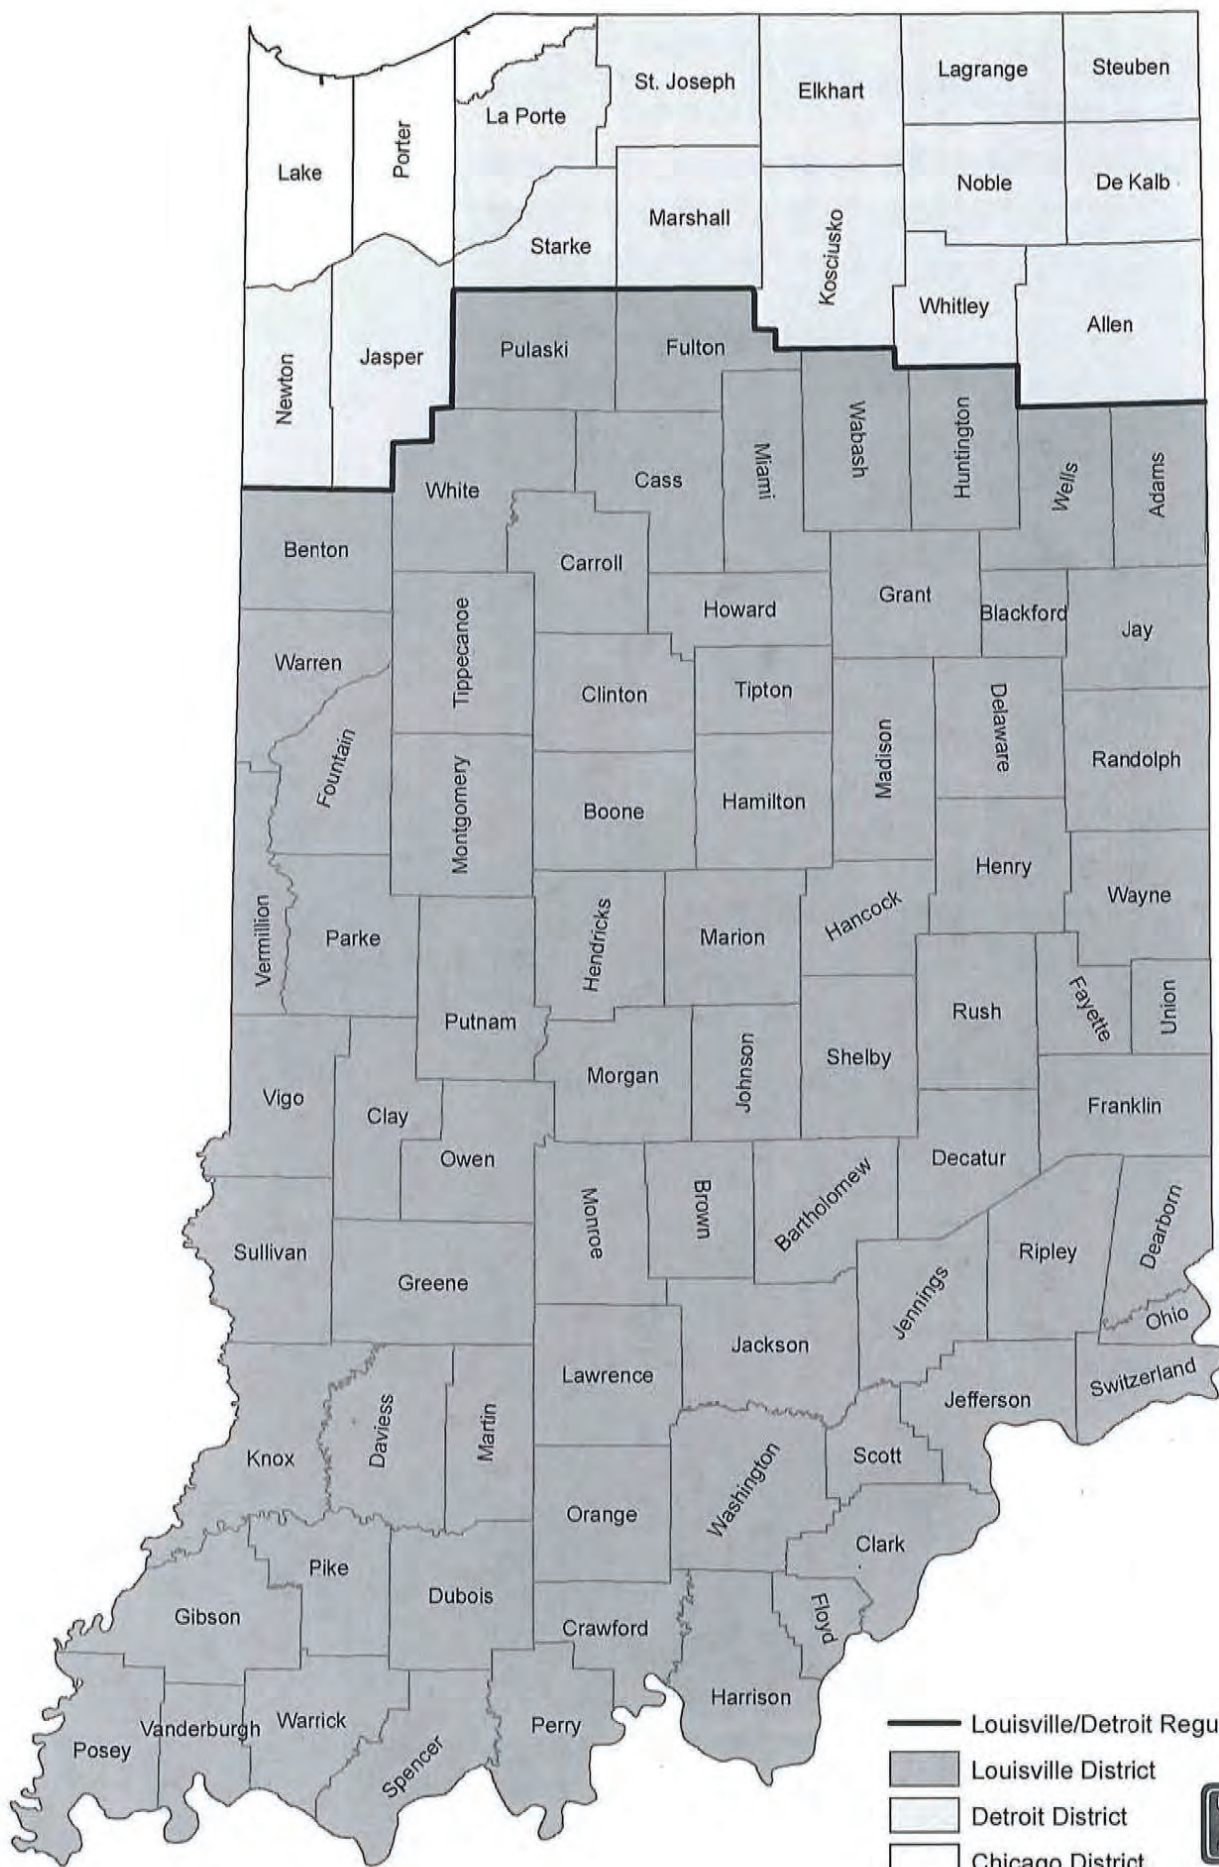 St. Joseph
Elkhart
Lagrange
Steuben
La Porte
Lake
Porter
Noble
De Kalb
Marshall
Starke
Kosciusko
Whitley
Allen
Newton
Jasper
Pulaski
Fulton
White
Cass
Miami
Wabash
Huntington
Wells
Adams
Benton
Carroll
Howard
Grant
Blackford
Jay
Warren
Tippecanoe
Clinton
Tipton
Delaware
Fountain
Montgomery
Boone
Hamilton
Madison
Randolph
Henry
Wayne
Vermillion
Parke
Hendricks
Marion
Hancock
Putnam
Rush
Fayette
Union
Morgan
Johnson
Shelby
Vigo
Clay
Franklin
Owen
Decatur
Monroe
Brown
Bartholomew
Dearborn
Sullivan
Greene
Ripley
Jennings
Ohio
Lawrence
Jackson
Switzerland
Jefferson
Knox
Daviess
Martin
Scott
Orange
Washington
Clark
Pike
Gibson
Dubois
Crawford
Floyd
Harrison
Posey
Vanderburgh
Warrick
Spencer
Perry
Louisville/Detroit Regu
Louisville District
Detroit District
Chicago District